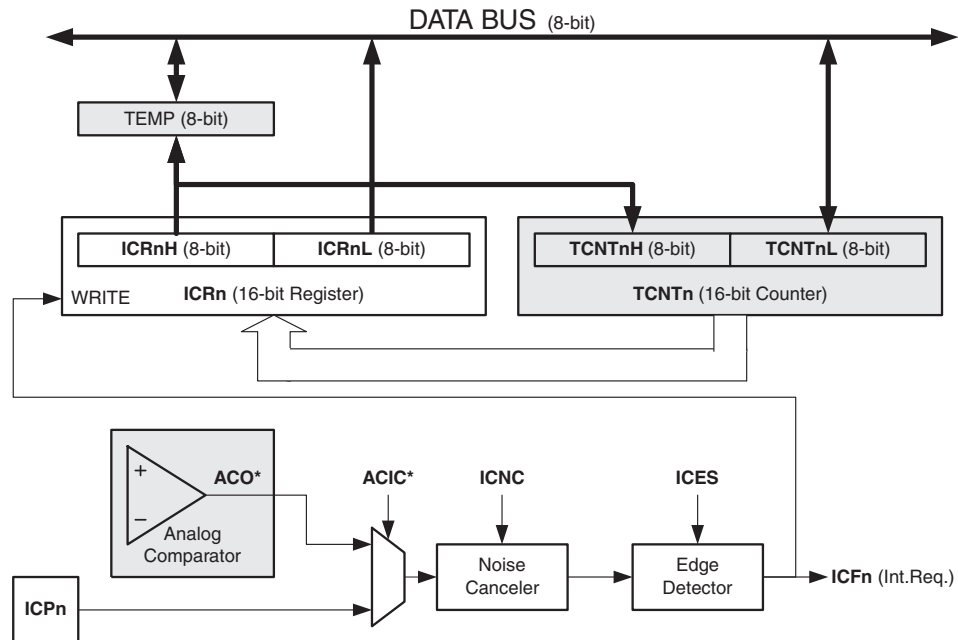 DATA BUS (8-bit)
TEMP (8-bit)
ICRnH (8-bit) ICRnL (8-bit) TCNTnH (8-bit) TCNTnL (8-bit)
WRITE ICRn (16-bit Register) TCNTn (16-bit Counter)
+
ACO* ACIC* ICNC ICES
−
Analog
Comparator
Noise
Canceler
Edge
Detector
ICFn (Int.Req.)
ICPn